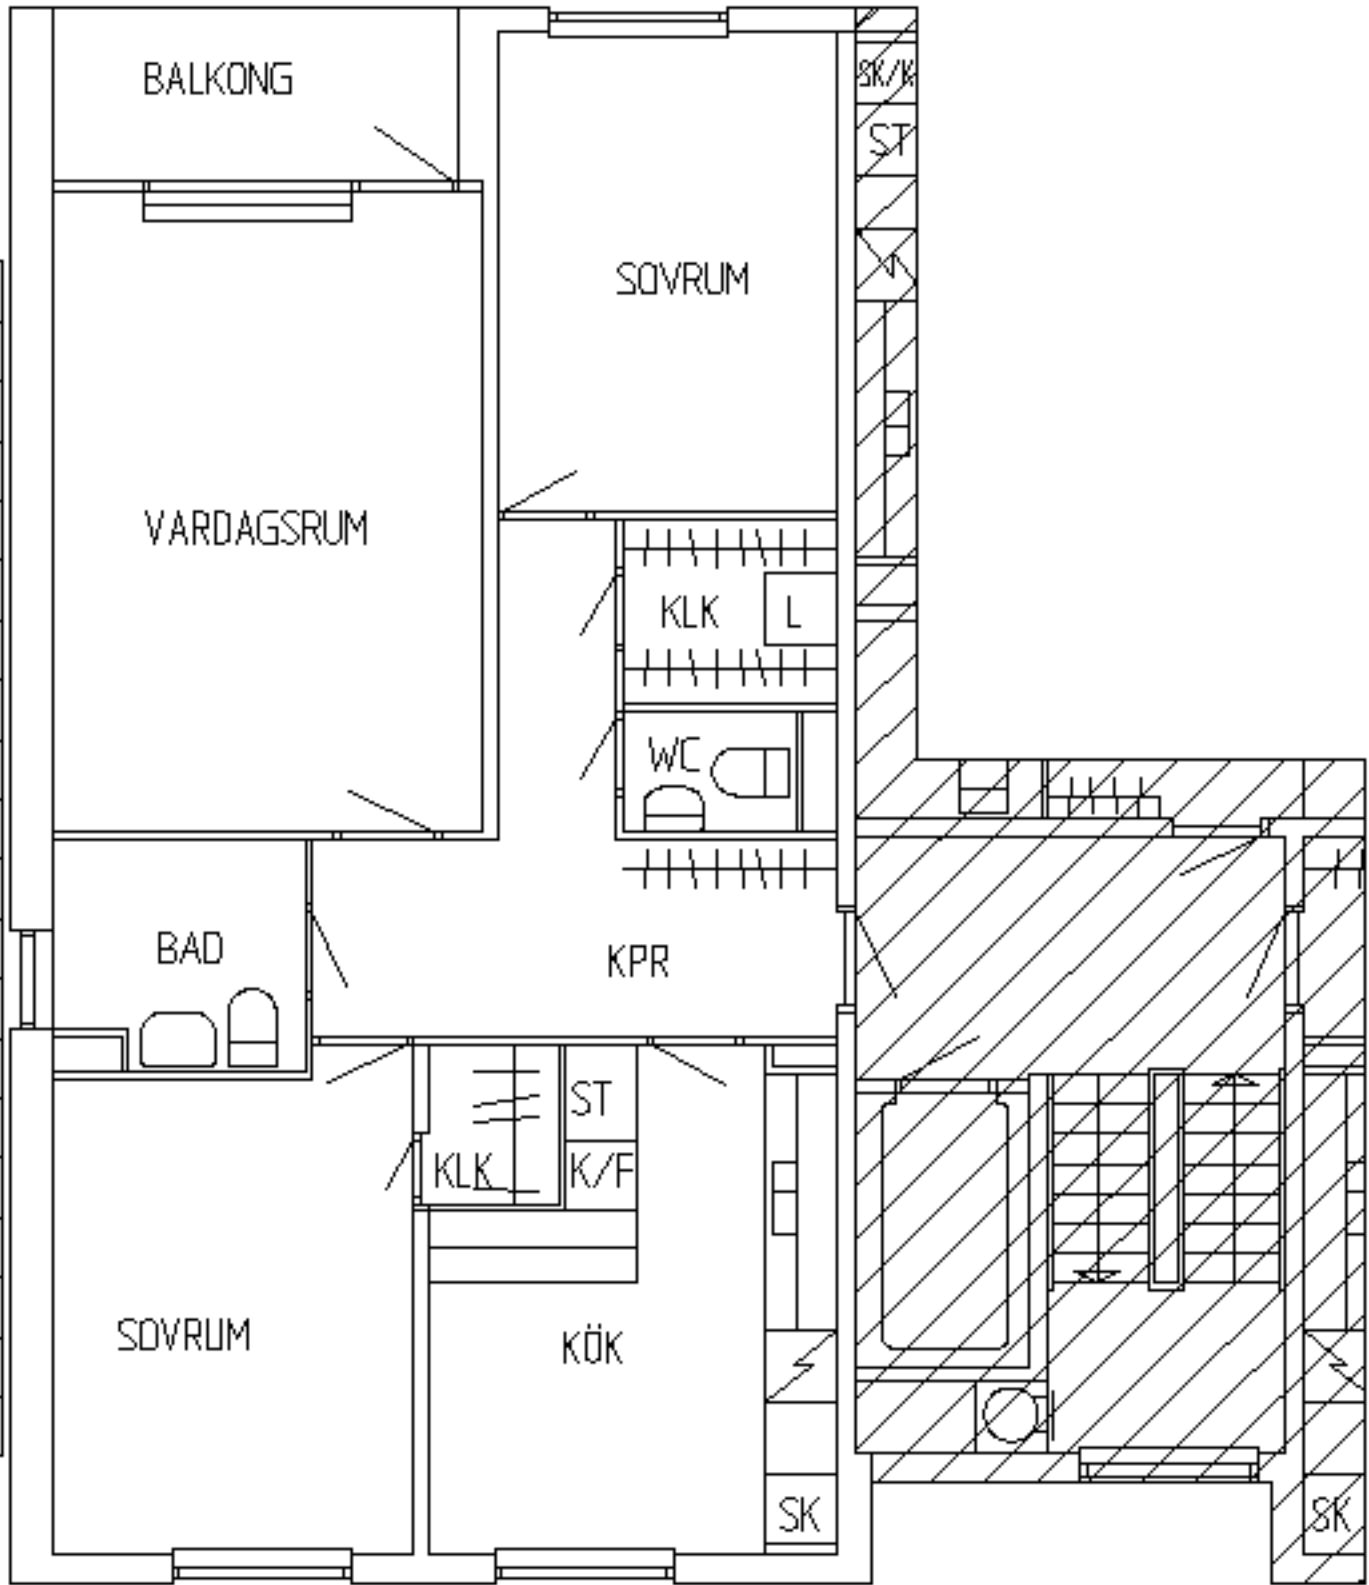 BALKONG
SK/K
ST
SOVRUM
VARDAGSRUM
KLK
L
WC
BAD
KPR
ST
KLK
K/F
SOVRUM
KÖK
SK
SK